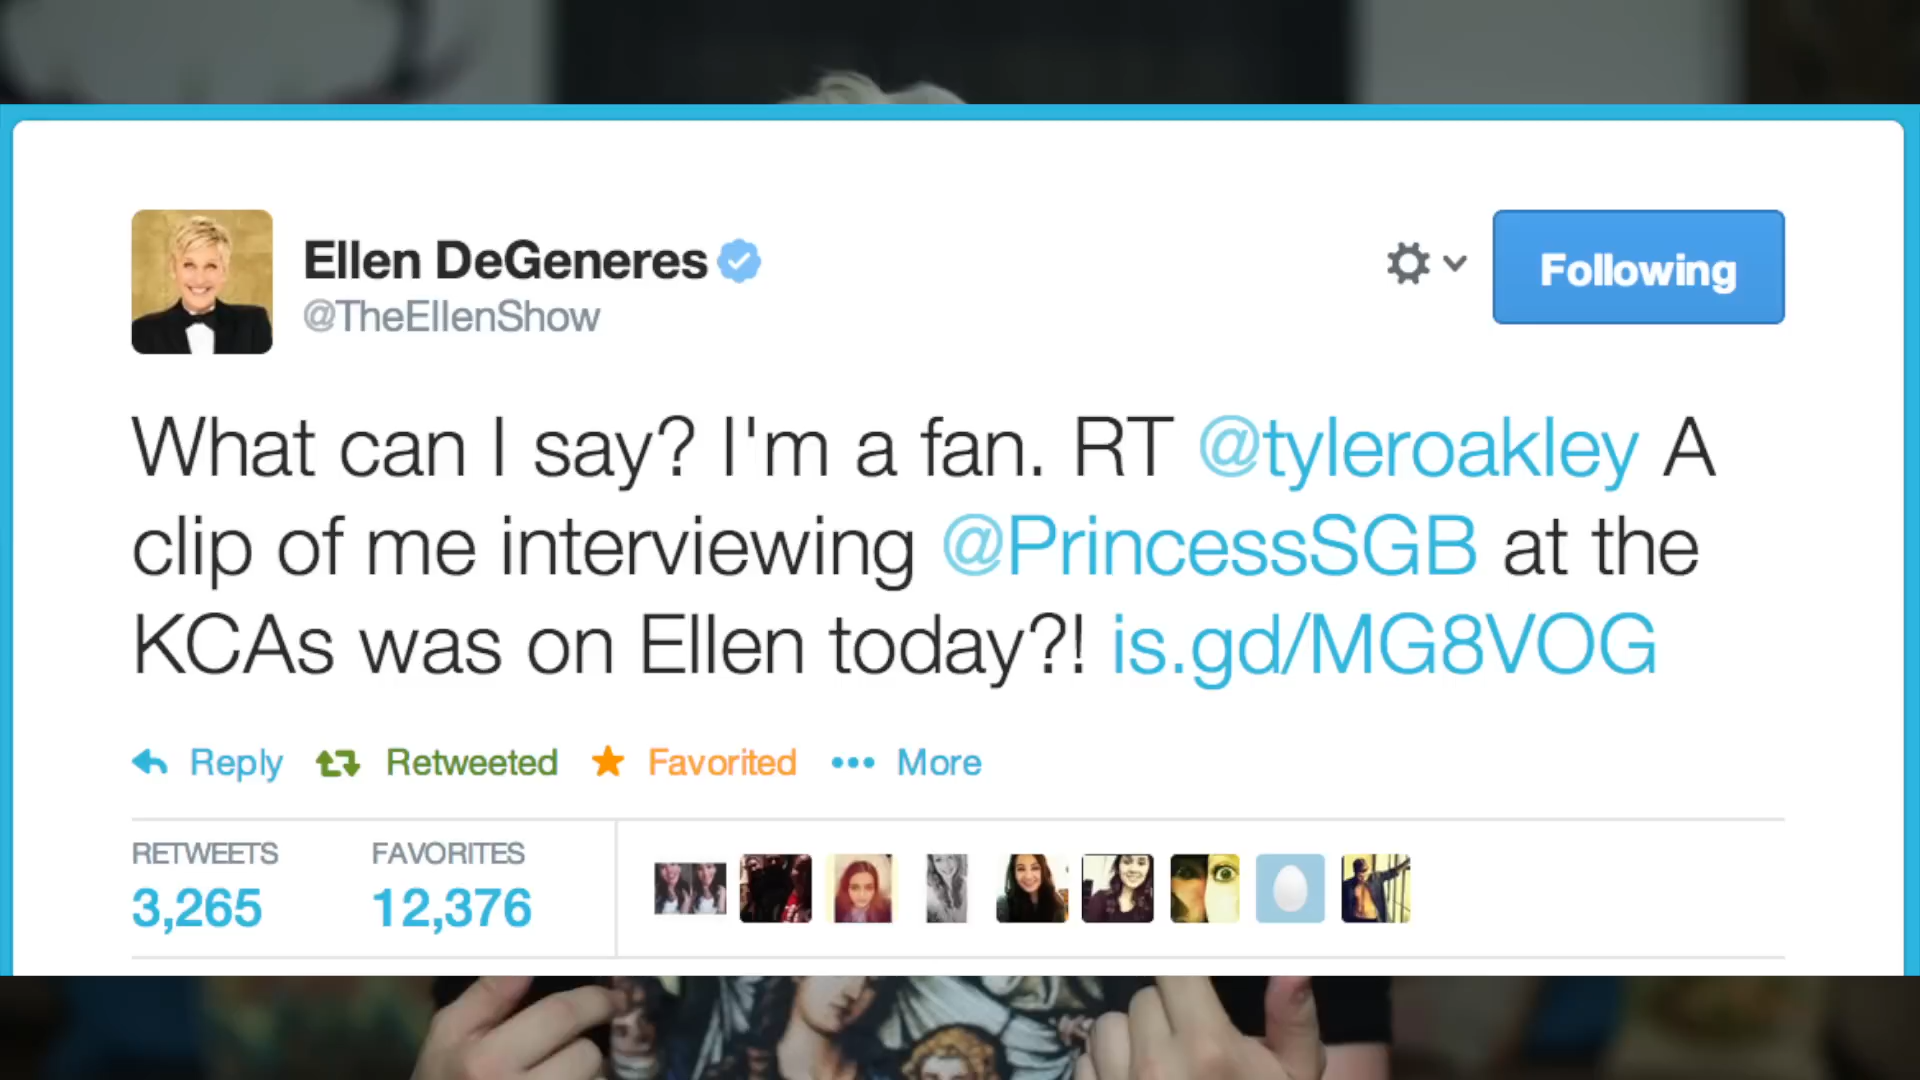 Ellen DeGeneres
@TheEllenShow
Following
What can I say? I'm a fan. RT @tyleroakley A
clip of me interviewing @PrincessSGB at the
KCAs was on Ellen today?! is.gd/MG8VOG
Reply Retweeted Favorited More
RETWEETS FAVORITES
3,265 12,376